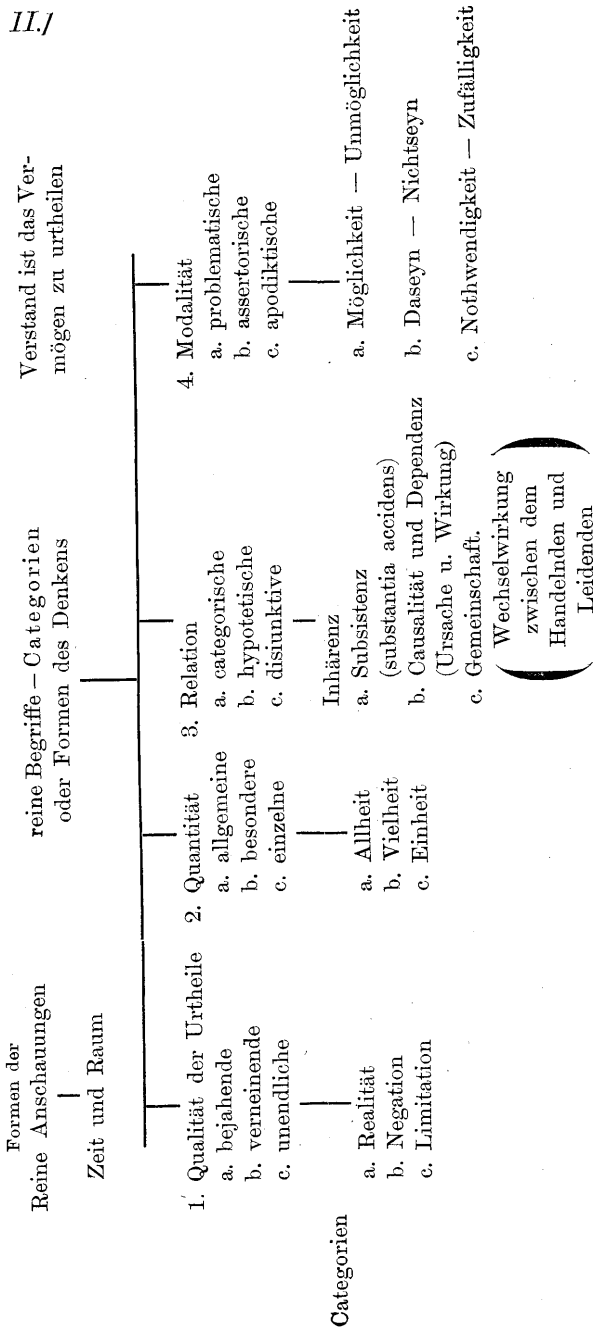 II.]
Formen der
Reine Anschauungen
Zeit und Raum
reine Begriffe – Categorien
oder Formen des Denkens
Verstand ist das Ver-
mögen zu urtheilen
1. Qualität der Urtheile
a. bejahende
b. verneinende
c. unendliche
2. Quantität
a. allgemeine
b. besondere
c. einzelne
3. Relation
a. categorische
b. hypotetische
c. disiunktive
4. Modalität
a. problematische
b. assertorische
c. apodiktische
Categorien
a. Realität
b. Negation
c. Limitation
a. Allheit
b. Vielheit
c. Einheit
Inhärenz
a. Subsistenz
(substantia accidens)
b. Causalität und Dependenz
(Ursache u. Wirkung)
c. Gemeinschaft.
(Wechselwirkung
zwischen dem
Handelnden und
Leidenden)
a. Möglichkeit — Unmöglichkeit
b. Daseyn — Nichtseyn
c. Nothwendigkeit — Zufälligkeit